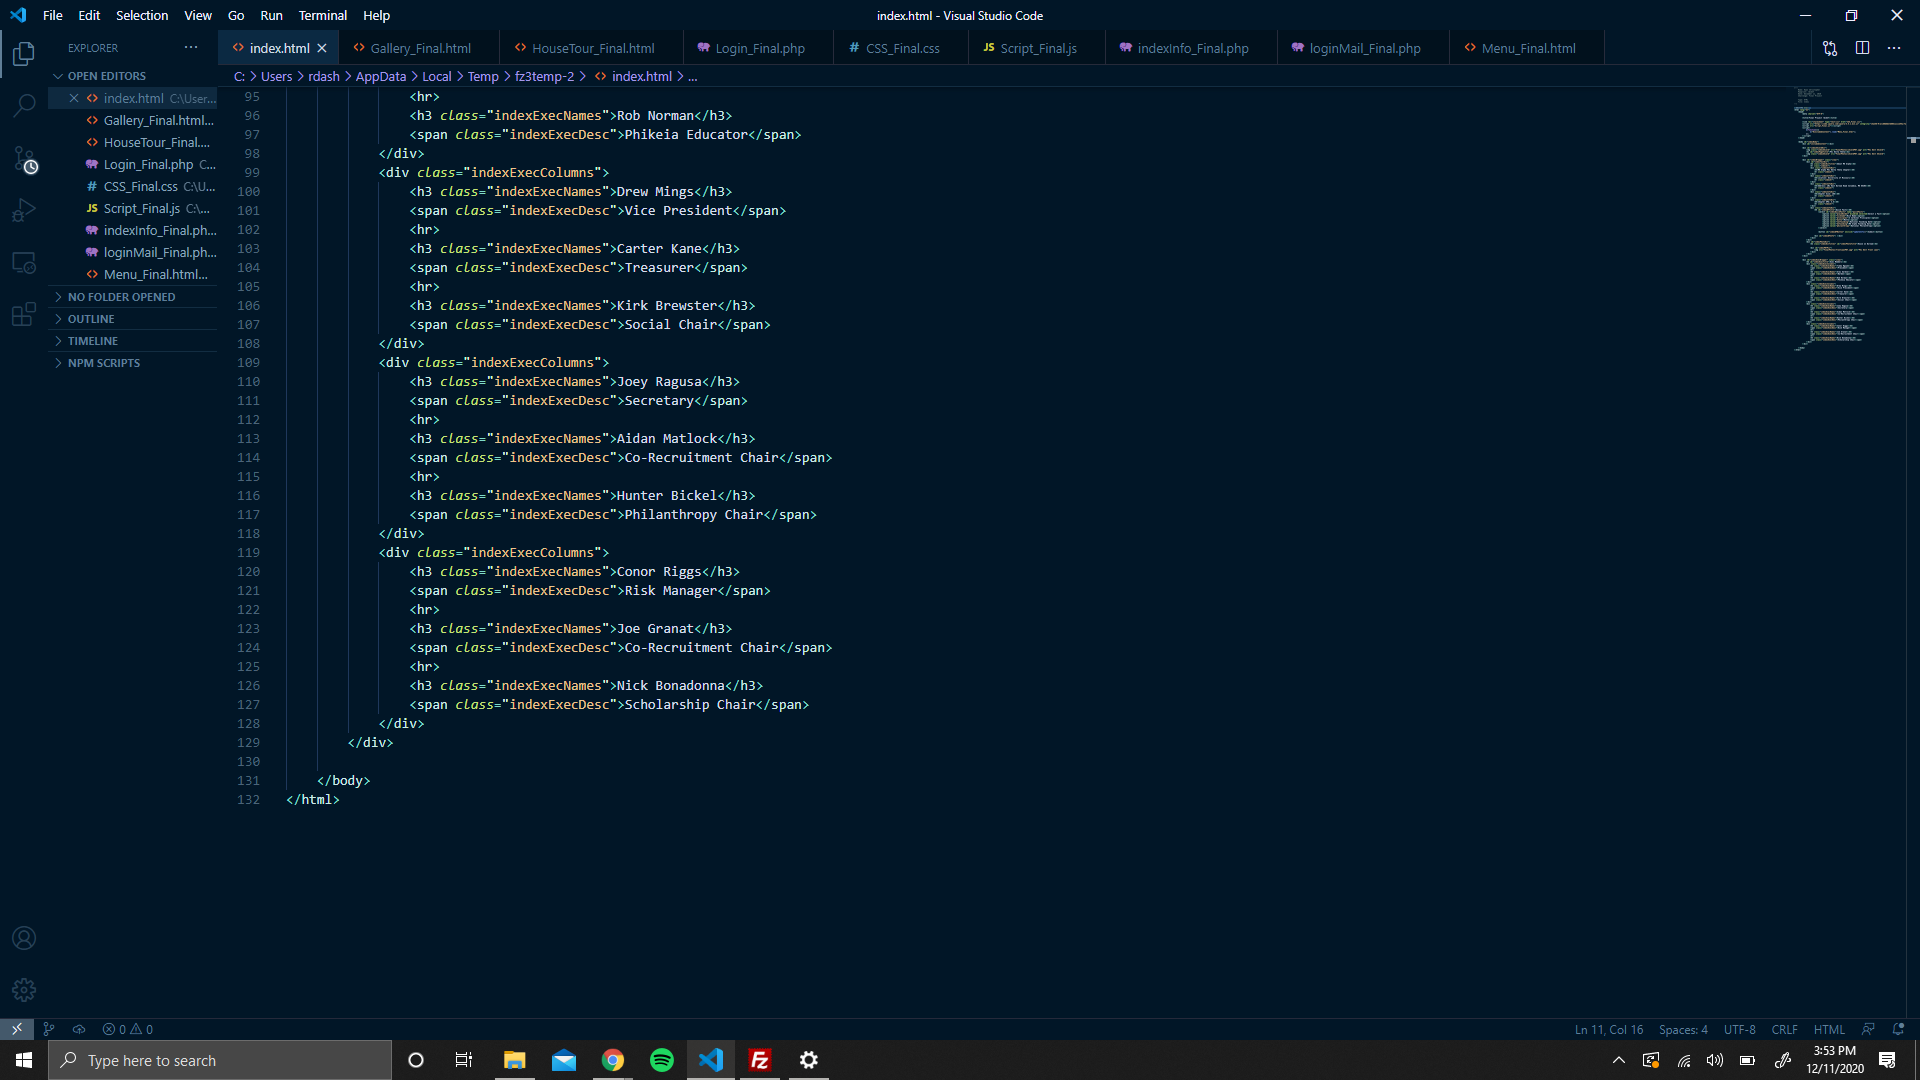 File Edit Selection View Go Run Terminal Help
index.html - Visual Studio Code
EXPLORER
index.html Gallery_Final.html HouseTour_Final.html Login_Final.php CSS_Final.css Script_Final.js indexInfo_Final.php loginMail_Final.php Menu_Final.html
C: > Users > rdash > AppData > Local > Temp > fz3temp-2 > index.html > ...
OPEN EDITORS
index.html C:\User...
Gallery_Final.html...
HouseTour_Final....
Login_Final.php C...
CSS_Final.css C:\U...
Script_Final.js C:\...
indexInfo_Final.ph...
loginMail_Final.ph...
Menu_Final.html...
NO FOLDER OPENED
OUTLINE
TIMELINE
NPM SCRIPTS
95 <hr>
96 <h3 class="indexExecNames">Rob Norman</h3>
97 <span class="indexExecDesc">Phikeia Educator</span>
98 </div>
99 <div class="indexExecColumns">
100 <h3 class="indexExecNames">Drew Mings</h3>
101 <span class="indexExecDesc">Vice President</span>
102 <hr>
103 <h3 class="indexExecNames">Carter Kane</h3>
104 <span class="indexExecDesc">Treasurer</span>
105 <hr>
106 <h3 class="indexExecNames">Kirk Brewster</h3>
107 <span class="indexExecDesc">Social Chair</span>
108 </div>
109 <div class="indexExecColumns">
110 <h3 class="indexExecNames">Joey Ragusa</h3>
111 <span class="indexExecDesc">Secretary</span>
112 <hr>
113 <h3 class="indexExecNames">Aidan Matlock</h3>
114 <span class="indexExecDesc">Co-Recruitment Chair</span>
115 <hr>
116 <h3 class="indexExecNames">Hunter Bickel</h3>
117 <span class="indexExecDesc">Philanthropy Chair</span>
118 </div>
119 <div class="indexExecColumns">
120 <h3 class="indexExecNames">Conor Riggs</h3>
121 <span class="indexExecDesc">Risk Manager</span>
122 <hr>
123 <h3 class="indexExecNames">Joe Granat</h3>
124 <span class="indexExecDesc">Co-Recruitment Chair</span>
125 <hr>
126 <h3 class="indexExecNames">Nick Bonadonna</h3>
127 <span class="indexExecDesc">Scholarship Chair</span>
128 </div>
129 </div>
130
131 </body>
132 </html>
0 0
Ln 11, Col 16 Spaces: 4 UTF-8 CRLF HTML
Type here to search
3:53 PM
12/11/2020